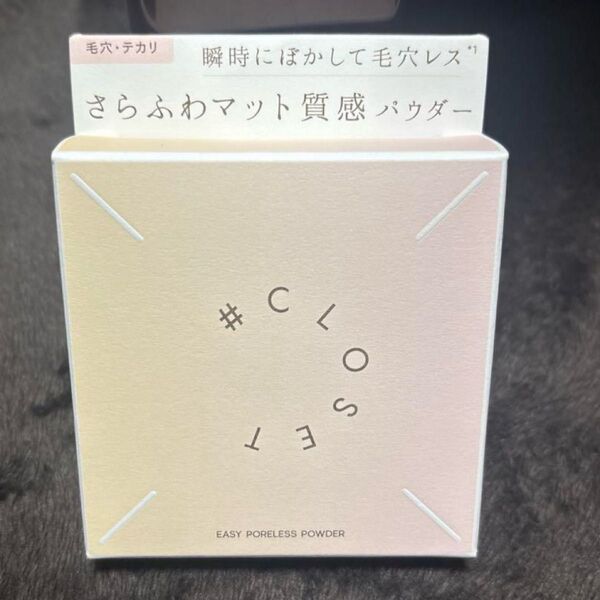 毛穴・テカリ
瞬時にぼかして毛穴レス*1
さらふわマット質感 パウダー
#CLOSET
EASY PORELESS POWDER